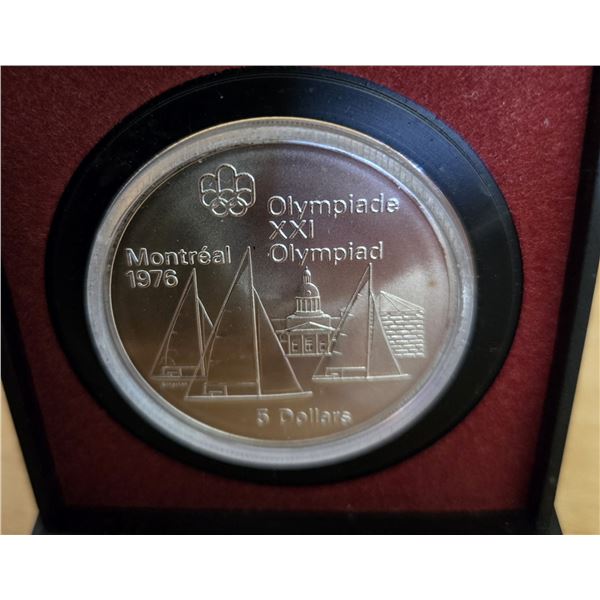 Olympiade
XXI
Olympiad
Montréal
1976
5 Dollars